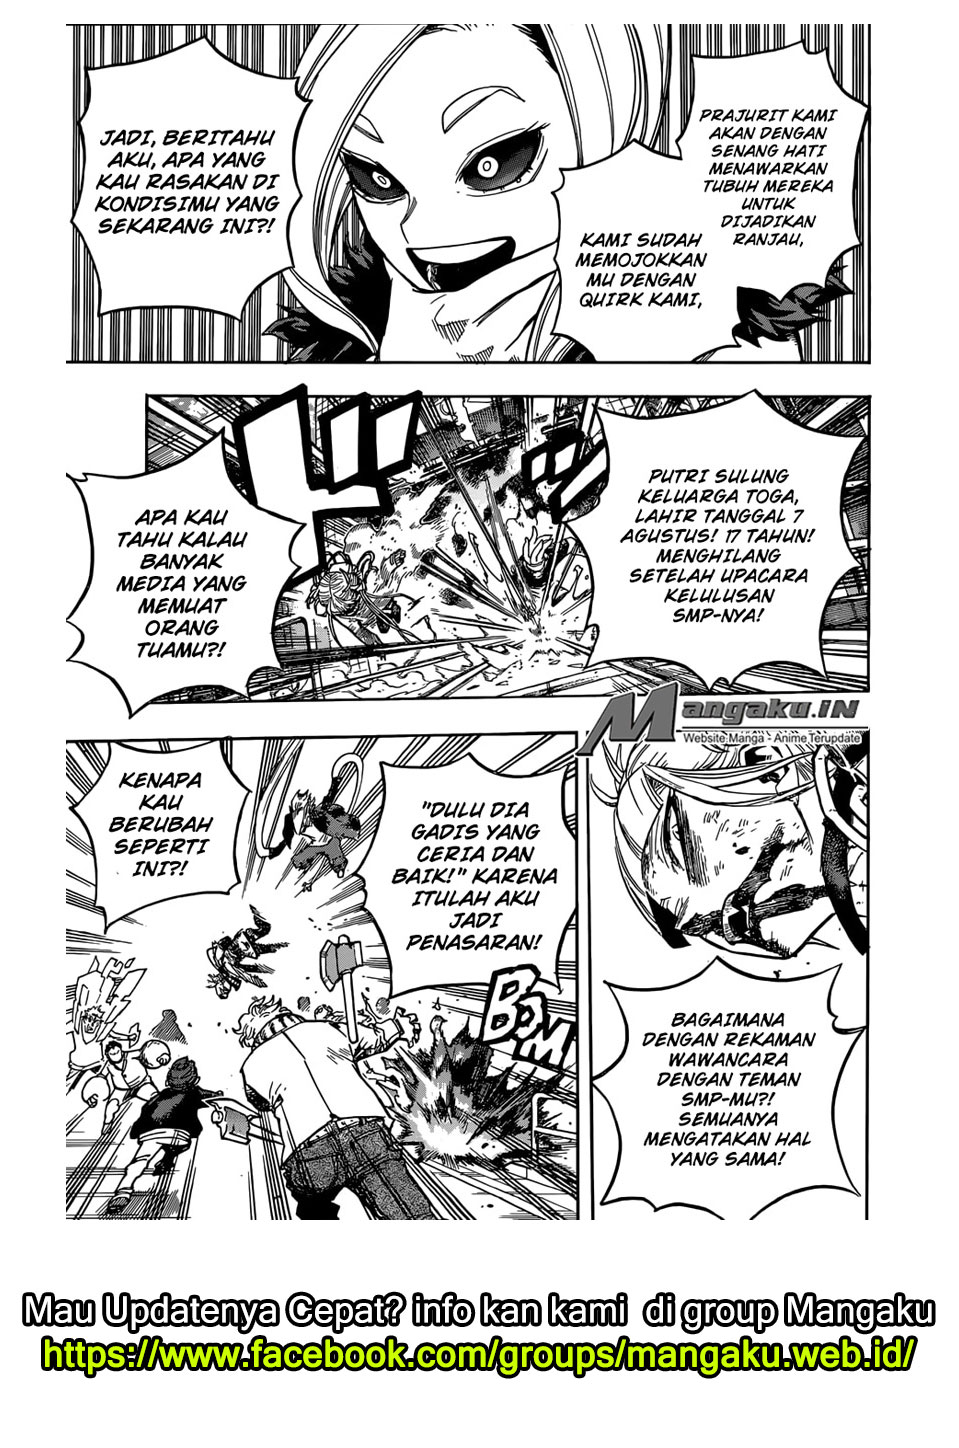 PRAJURIT KAMI
AKAN DENGAN
SENANG HATI
MENAWARKAN
TUBUH MEREKA
UNTUK
DIJADIKAN
RANJAU,
KAMI SUDAH
MEMOJOKKAN
MU DENGAN
QUIRK KAMI,
JADI, BERITAHU
AKU, APA YANG
KAU RASAKAN DI
KONDISIMU YANG
SEKARANG INI?!
PUTRI SULUNG
KELUARGA TOGA,
LAHIR TANGGAL 7
AGUSTUS! 17 TAHUN!
MENGHILANG
SETELAH UPACARA
KELULUSAN
SMP-NYA!
ドドッ
APA KAU
TAHU KALAU
BANYAK
MEDIA YANG
MEMUAT
ORANG
TUAMU?!
Mangaku.iN
Website Manga - Anime Terupdate
BAGAIMANA
DENGAN REKAMAN
WAWANCARA
DENGAN TEMAN
SMP-MU?!
SEMUANYA
MENGATAKAN HAL
YANG SAMA!
"DULU DIA
GADIS YANG
CERIA DAN
BAIK!" KARENA
ITULAH AKU
JADI
PENASARAN!
BOOM
KENAPA
KAU
BERUBAH
SEPERTI
INI?!
Mau Updatenya Cepat? info kan kami di group Mangaku
https://www.facebook.com/groups/mangaku.web.id/